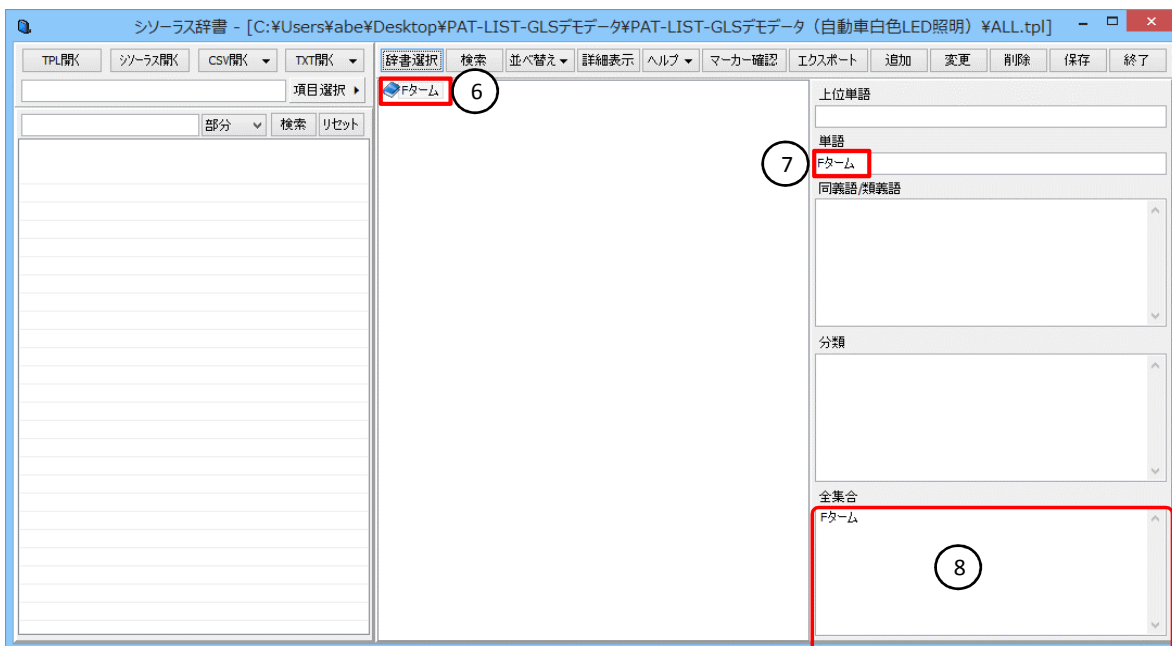 シソーラス辞書 - [C:¥Users¥abe¥Desktop¥PAT-LIST-GLSデモデータ¥PAT-LIST-GLSデモデータ（自動車白色LED照明）¥ALL.tpl]
TPL開く シソーラス開く CSV開く TXT開く 辞書選択 検索 並べ替え 詳細表示 ヘルプ マーカー確認 エクスポート 追加 変更 削除 保存 終了
項目選択
部分 検索 リセット
Fターム 6
上位単語
単語
7 Fターム
同義語/類義語
分類
全集合
Fターム
8